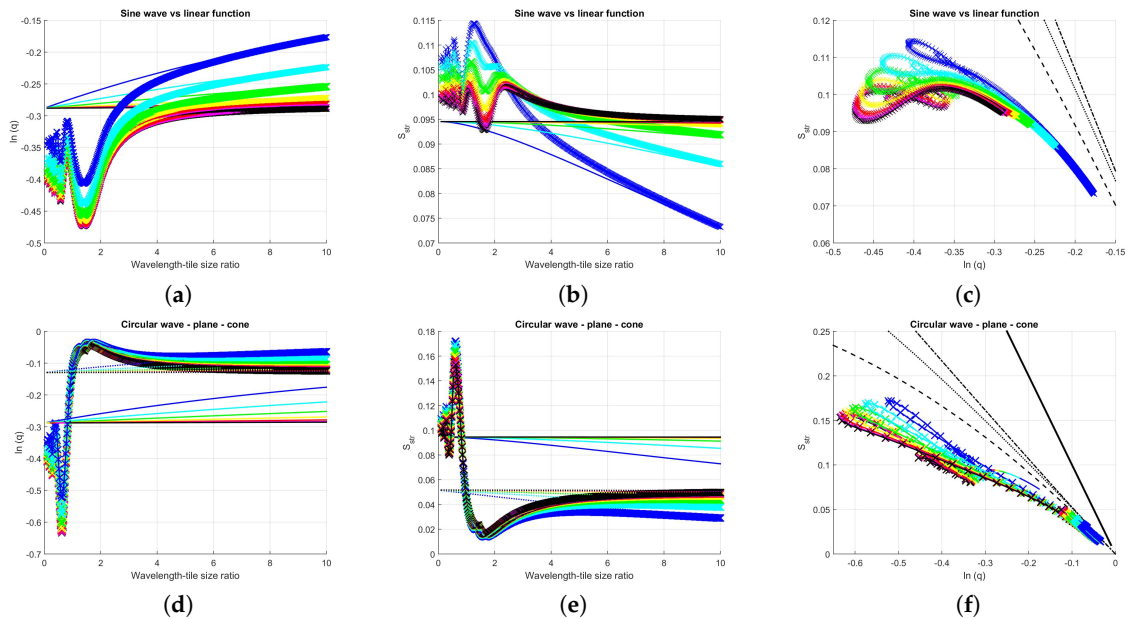 Sine wave vs linear function
Sine wave vs linear function
Sine wave vs linear function
-0.1
-0.15
-0.2
-0.25
-0.3
-0.35
-0.4
-0.45
-0.5
ln (q)
0 2 4 6 8 10
Wavelength-tile size ratio
0.115
0.11
0.105
0.1
0.095
0.09
0.085
0.08
0.075
0.07
S_str
0 2 4 6 8 10
Wavelength-tile size ratio
0.12
0.11
0.1
0.09
0.08
0.07
0.06
S_str
-0.5 -0.45 -0.4 -0.35 -0.3 -0.25 -0.2 -0.15
ln (q)
(a) (b) (c)
Circular wave - plane - cone
Circular wave - plane - cone
Circular wave - plane - cone
0
-0.1
-0.2
-0.3
-0.4
-0.5
-0.6
-0.7
ln (q)
0 2 4 6 8 10
Wavelength-tile size ratio
0.18
0.16
0.14
0.12
0.1
0.08
0.06
0.04
0.02
0
S_str
0 2 4 6 8 10
Wavelength-tile size ratio
0.25
0.2
0.15
0.1
0.05
0
S_str
-0.6 -0.5 -0.4 -0.3 -0.2 -0.1 0
ln (q)
(d) (e) (f)